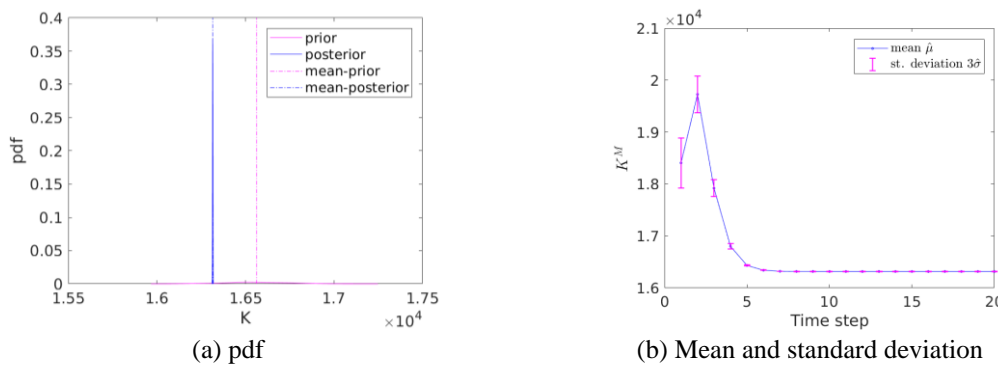 0.4
0.35
0.3
0.25
0.2
0.15
0.1
0.05
0
pdf
prior
posterior
mean-prior
mean-posterior
1.55 1.6 1.65 1.7 1.75
K
×10⁴
(a) pdf
×10⁴
2.1
2
1.9
1.8
1.7
1.6
K^M
mean μ̂
st. deviation 3σ̂
0 5 10 15 20
Time step
(b) Mean and standard deviation